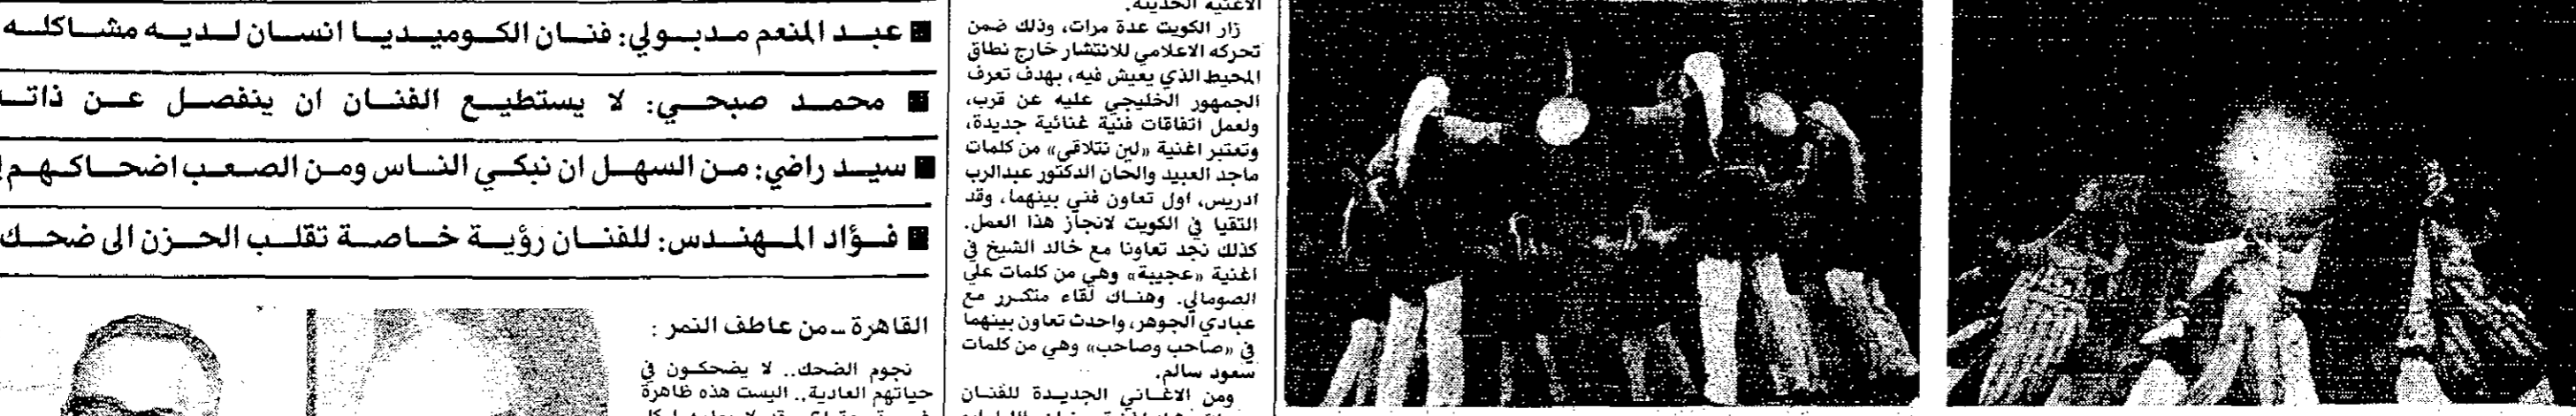 الاغنية الحديثة.
زار الكويت عدة مرات، وذلك ضمن
تحركه الاعلامي للانتشار خارج نطاق
المحيط الذي يعيش فيه، بهدف تعرف
الجمهور الخليجي عليه عن قرب،
ولعمل اتفاقات فنية غنائية جديدة،
وتعتبر اغنية «لين نتلاقى» من كلمات
ماجد العبيد والحان الدكتور عبدالرب
ادريس، اول تعاون فني بينهما، وقد
التقيا في الكويت لانجاز هذا العمل.
كذلك نجد تعاونا مع خالد الشيخ في
اغنية «عجيبة» وهي من كلمات علي
الصومالي. وهناك لقاء متكرر مع
عبادي الجوهر، واحدث تعاون بينهما
في «صاحب وصاحب» وهي من كلمات
سعود سالم.
ومن الاغاني الجديدة للفنان
■ عبد المنعم مدبولي: فنان الكوميديا انسان لديه مشاكله
■ محمد صبحي: لا يستطيع الفنان ان ينفصل عن ذاته
■ سيد راضي: من السهل ان نبكي الناس ومن الصعب اضحاكهم!
■ فؤاد المهندس: للفنان رؤية خاصة تقلب الحزن الى ضحك
القاهرة ـ من عاطف النمر :
نجوم الضحك.. لا يضحكون في
حياتهم العادية.. اليست هذه ظاهرة